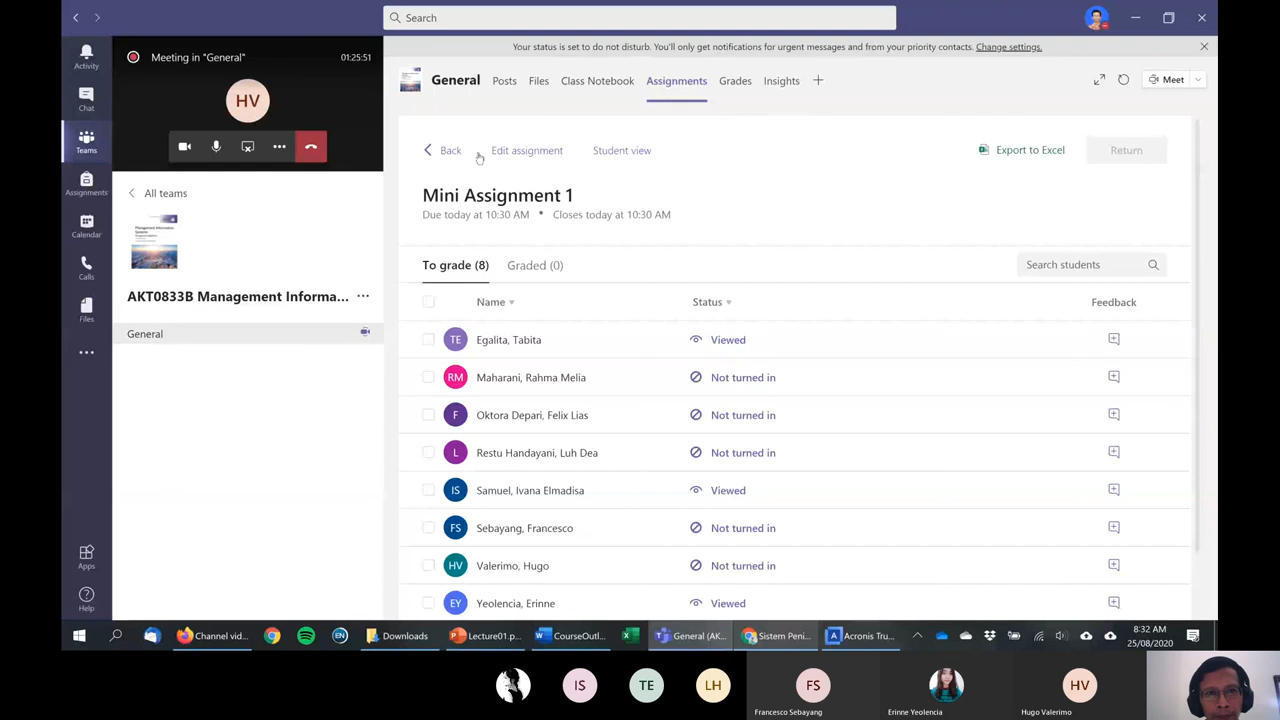 Search
Your status is set to do not disturb. You'll only get notifications for urgent messages and from your priority contacts. Change settings.
Activity
Chat
Teams
Assignments
Calendar
Calls
Files
Apps
Help
Meeting in "General"
01:25:51
HV
All teams
AKT0833B Management Informa...
General
General
Posts
Files
Class Notebook
Assignments
Grades
Insights
Meet
Back
Edit assignment
Student view
Export to Excel
Return
Mini Assignment 1
Due today at 10:30 AM • Closes today at 10:30 AM
To grade (8)
Graded (0)
Search students
Name
Status
Feedback
TE Egalita, Tabita Viewed
RM Maharani, Rahma Melia Not turned in
F Oktora Depari, Felix Lias Not turned in
L Restu Handayani, Luh Dea Not turned in
IS Samuel, Ivana Elmadisa Viewed
FS Sebayang, Francesco Not turned in
HV Valerimo, Hugo Not turned in
EY Yeolencia, Erinne Viewed
Channel vid...
EN
Downloads
Lecture01.p...
CourseOutl...
General (AK...
Sistem Peni...
Acronis Tru...
8:32 AM
25/08/2020
IS
TE
LH
FS
Francesco Sebayang
Erinne Yeolencia
HV
Hugo Valerimo